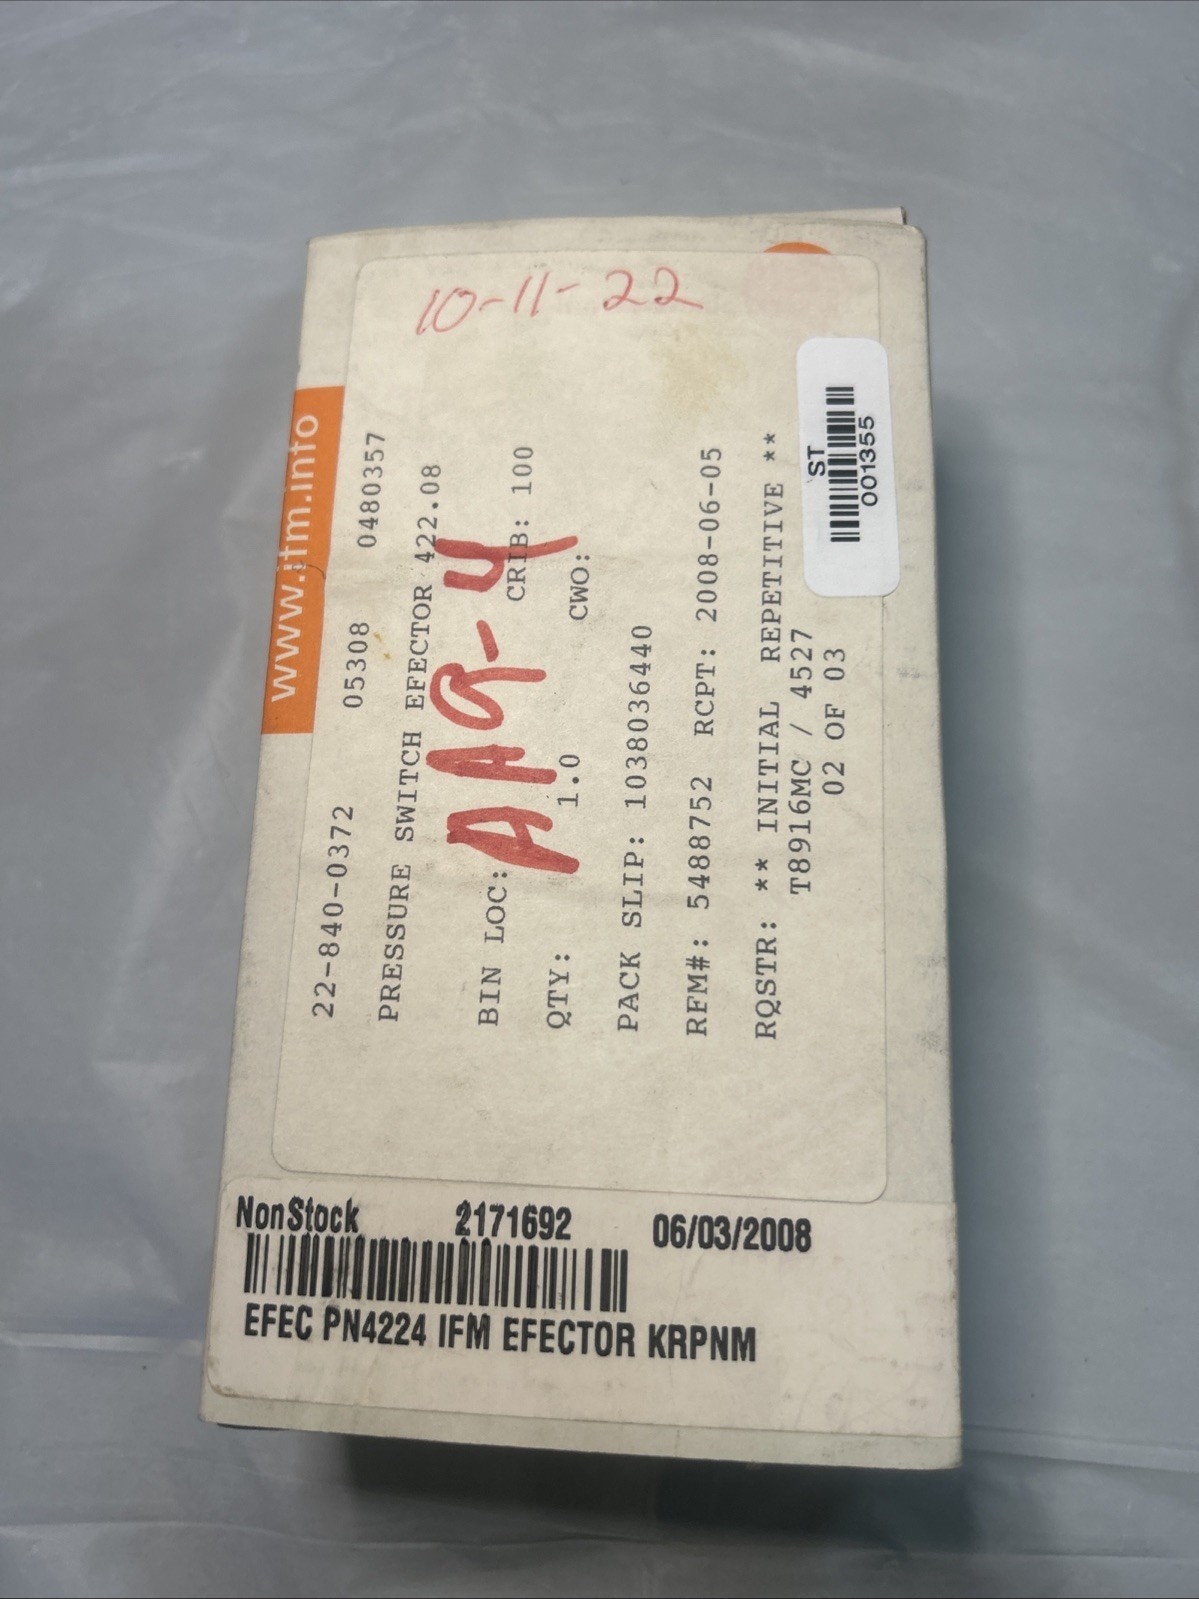 10-11-22
www.ifm.info
22-840-0372 05308 0480357
PRESSURE SWITCH EFECTOR 422.08
BIN LOC: CRIB: 100
AAQ-4
QTY: 1.0 CWO:
PACK SLIP: 1038036440
RFM#: 5488752 RCPT: 2008-06-05
RQSTR: ** INITIAL REPETITIVE **
T8916MC / 4527
02 OF 03
ST
001355
NonStock 2171692 06/03/2008
EFEC PN4224 IFM EFECTOR KRPNM